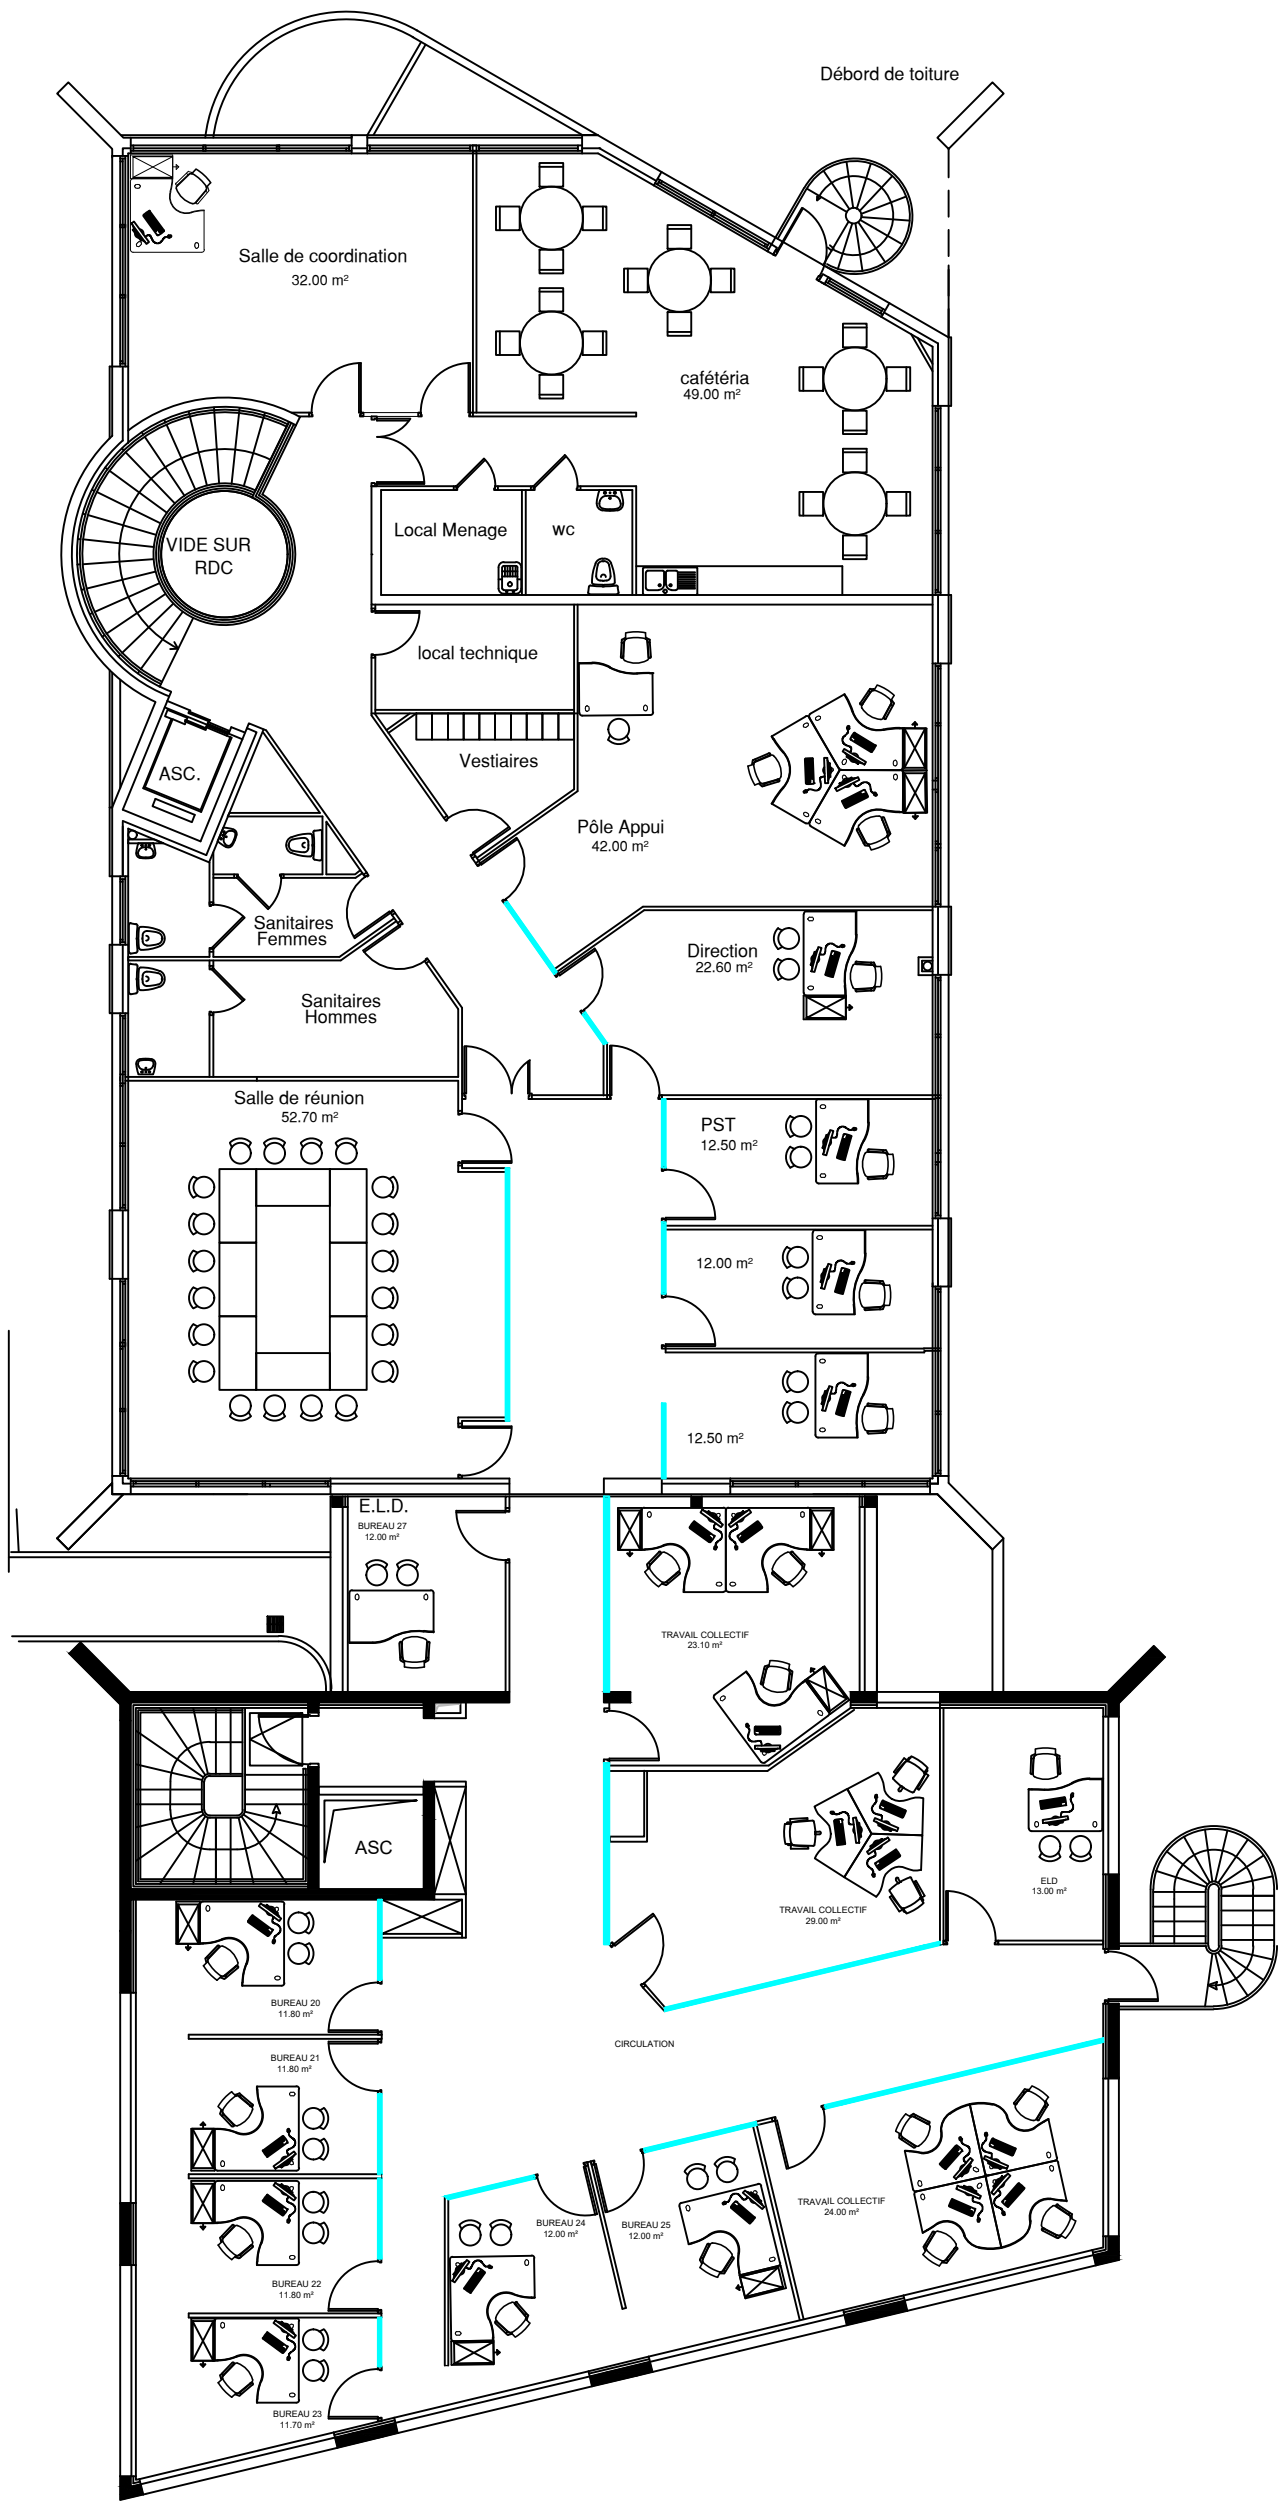 Débord de toiture
Salle de coordination
32.00 m²
cafétéria
49.00 m²
Local Menage
wc
VIDE SUR
RDC
local technique
Vestiaires
ASC.
Pôle Appui
42.00 m²
Sanitaires
Femmes
Direction
22.60 m²
Sanitaires
Hommes
Salle de réunion
52.70 m²
PST
12.50 m²
12.00 m²
12.50 m²
E.L.D.
BUREAU 27
12.00 m²
TRAVAIL COLLECTIF
23.10 m²
ASC
ELD
13.00 m²
TRAVAIL COLLECTIF
29.00 m²
BUREAU 20
11.80 m²
CIRCULATION
BUREAU 21
11.80 m²
TRAVAIL COLLECTIF
24.00 m²
BUREAU 24
12.00 m²
BUREAU 25
12.00 m²
BUREAU 22
11.80 m²
BUREAU 23
11.70 m²